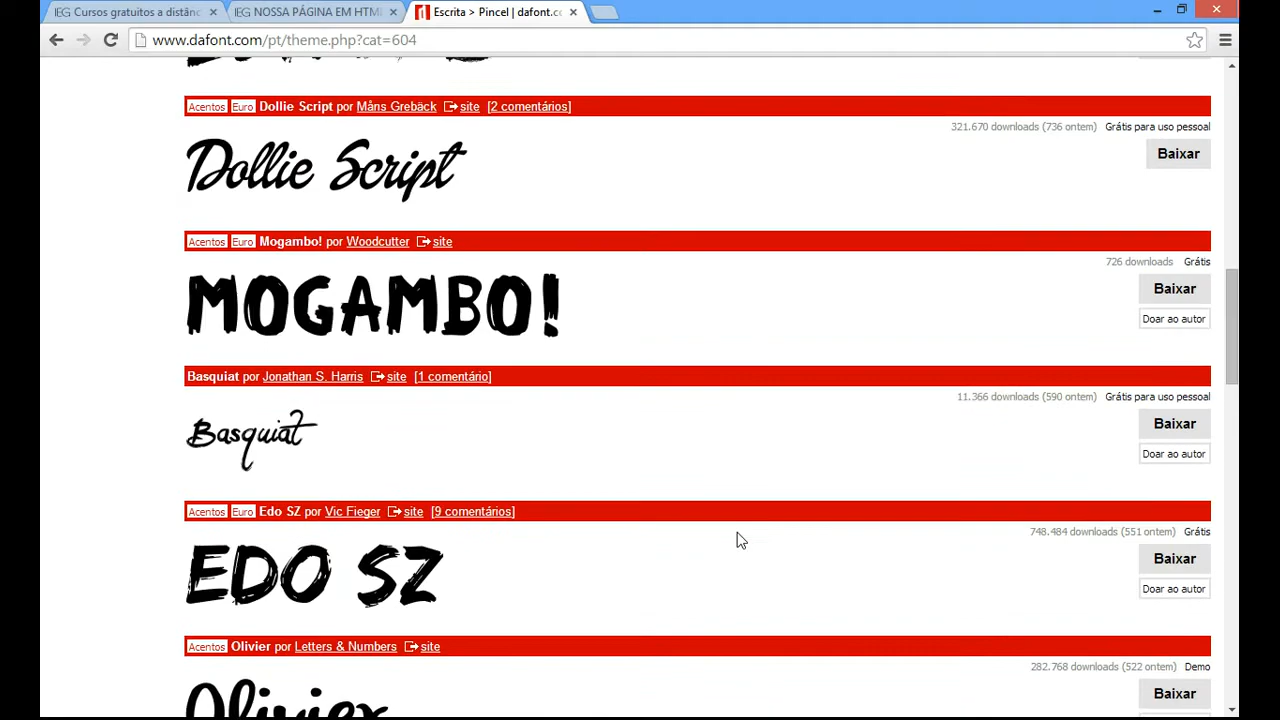 IEG Cursos gratuitos a distânc
IEG NOSSA PÁGINA EM HTM
Escrita > Pincel | dafont.co
www.dafont.com/pt/theme.php?cat=604
Acentos Euro Dollie Script por Måns Grebäck site [2 comentários]
321.670 downloads (736 ontem) Grátis para uso pessoal
Dollie Script
Baixar
Acentos Euro Mogambo! por Woodcutter site
726 downloads Grátis
MOGAMBO!
Baixar
Doar ao autor
Basquiat por Jonathan S. Harris site [1 comentário]
11.366 downloads (590 ontem) Grátis para uso pessoal
Basquiat
Baixar
Doar ao autor
Acentos Euro Edo SZ por Vic Fieger site [9 comentários]
748.484 downloads (551 ontem) Grátis
EDO SZ
Baixar
Doar ao autor
Acentos Olivier por Letters & Numbers site
282.768 downloads (522 ontem) Demo
Olivier
Baixar